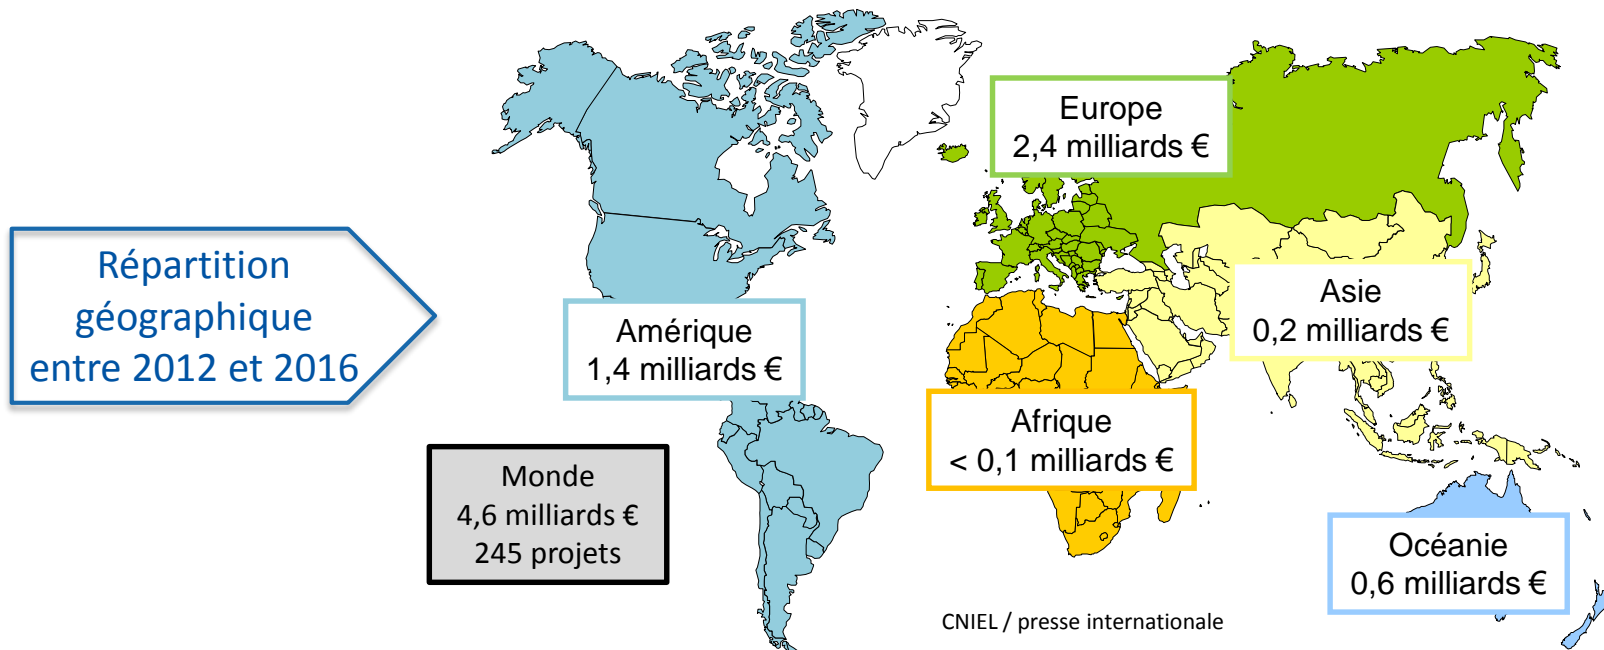 Répartition
géographique
entre 2012 et 2016
Europe
2,4 milliards €
Asie
0,2 milliards €
Amérique
1,4 milliards €
Afrique
< 0,1 milliards €
Monde
4,6 milliards €
245 projets
Océanie
0,6 milliards €
CNIEL / presse internationale